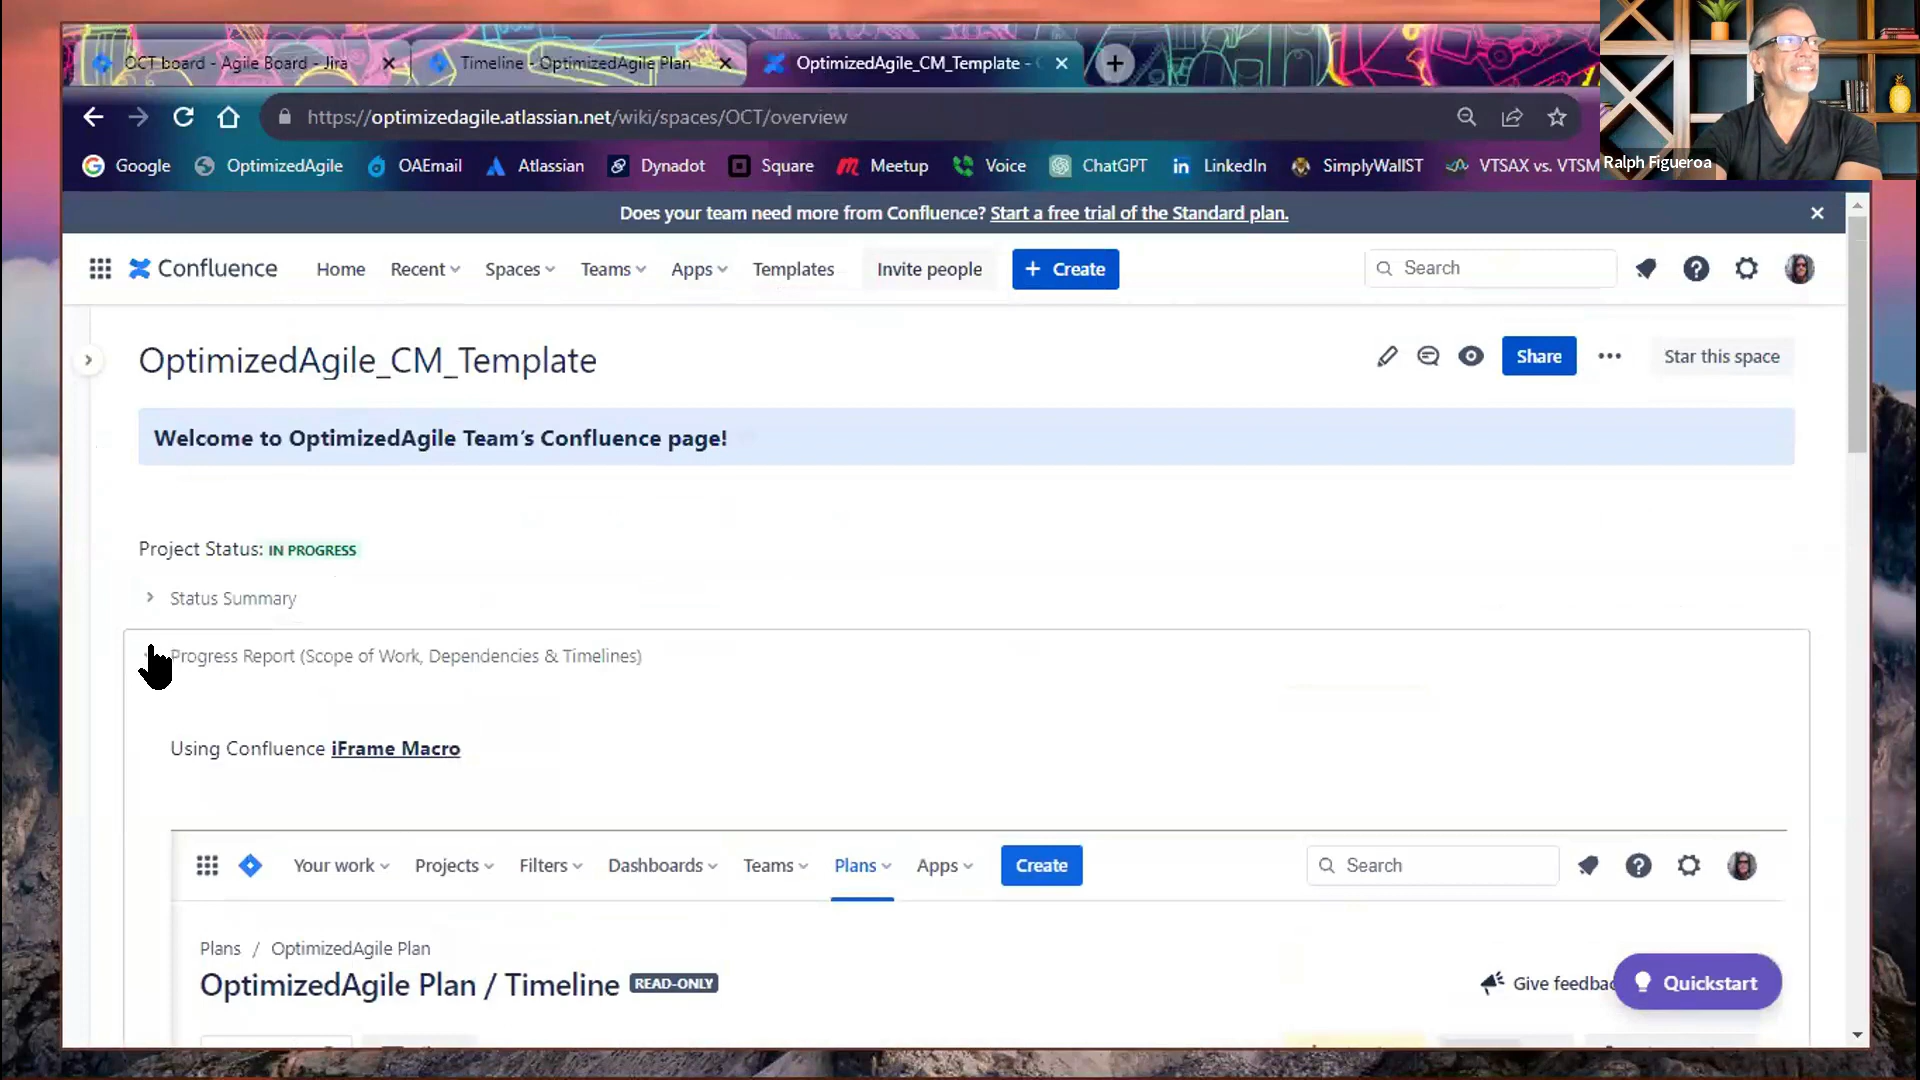 OCT board - Agile Board - Jira
Timeline - OptimizedAgile Plan
OptimizedAgile_CM_Template -
https://optimizedagile.atlassian.net/wiki/spaces/OCT/overview
Google
OptimizedAgile
OAEmail
Atlassian
Dynadot
Square
Meetup
Voice
ChatGPT
LinkedIn
SimplyWallST
VTSAX vs. VTSM
Ralph Figueroa
Does your team need more from Confluence? Start a free trial of the Standard plan.
Confluence
Home
Recent
Spaces
Teams
Apps
Templates
Invite people
+ Create
Search
OptimizedAgile_CM_Template
Share
Star this space
Welcome to OptimizedAgile Team's Confluence page!
Project Status: IN PROGRESS
Status Summary
Progress Report (Scope of Work, Dependencies & Timelines)
Using Confluence iFrame Macro
Your work
Projects
Filters
Dashboards
Teams
Plans
Apps
Create
Search
Plans / OptimizedAgile Plan
OptimizedAgile Plan / Timeline READ-ONLY
Give feedbac
Quickstart